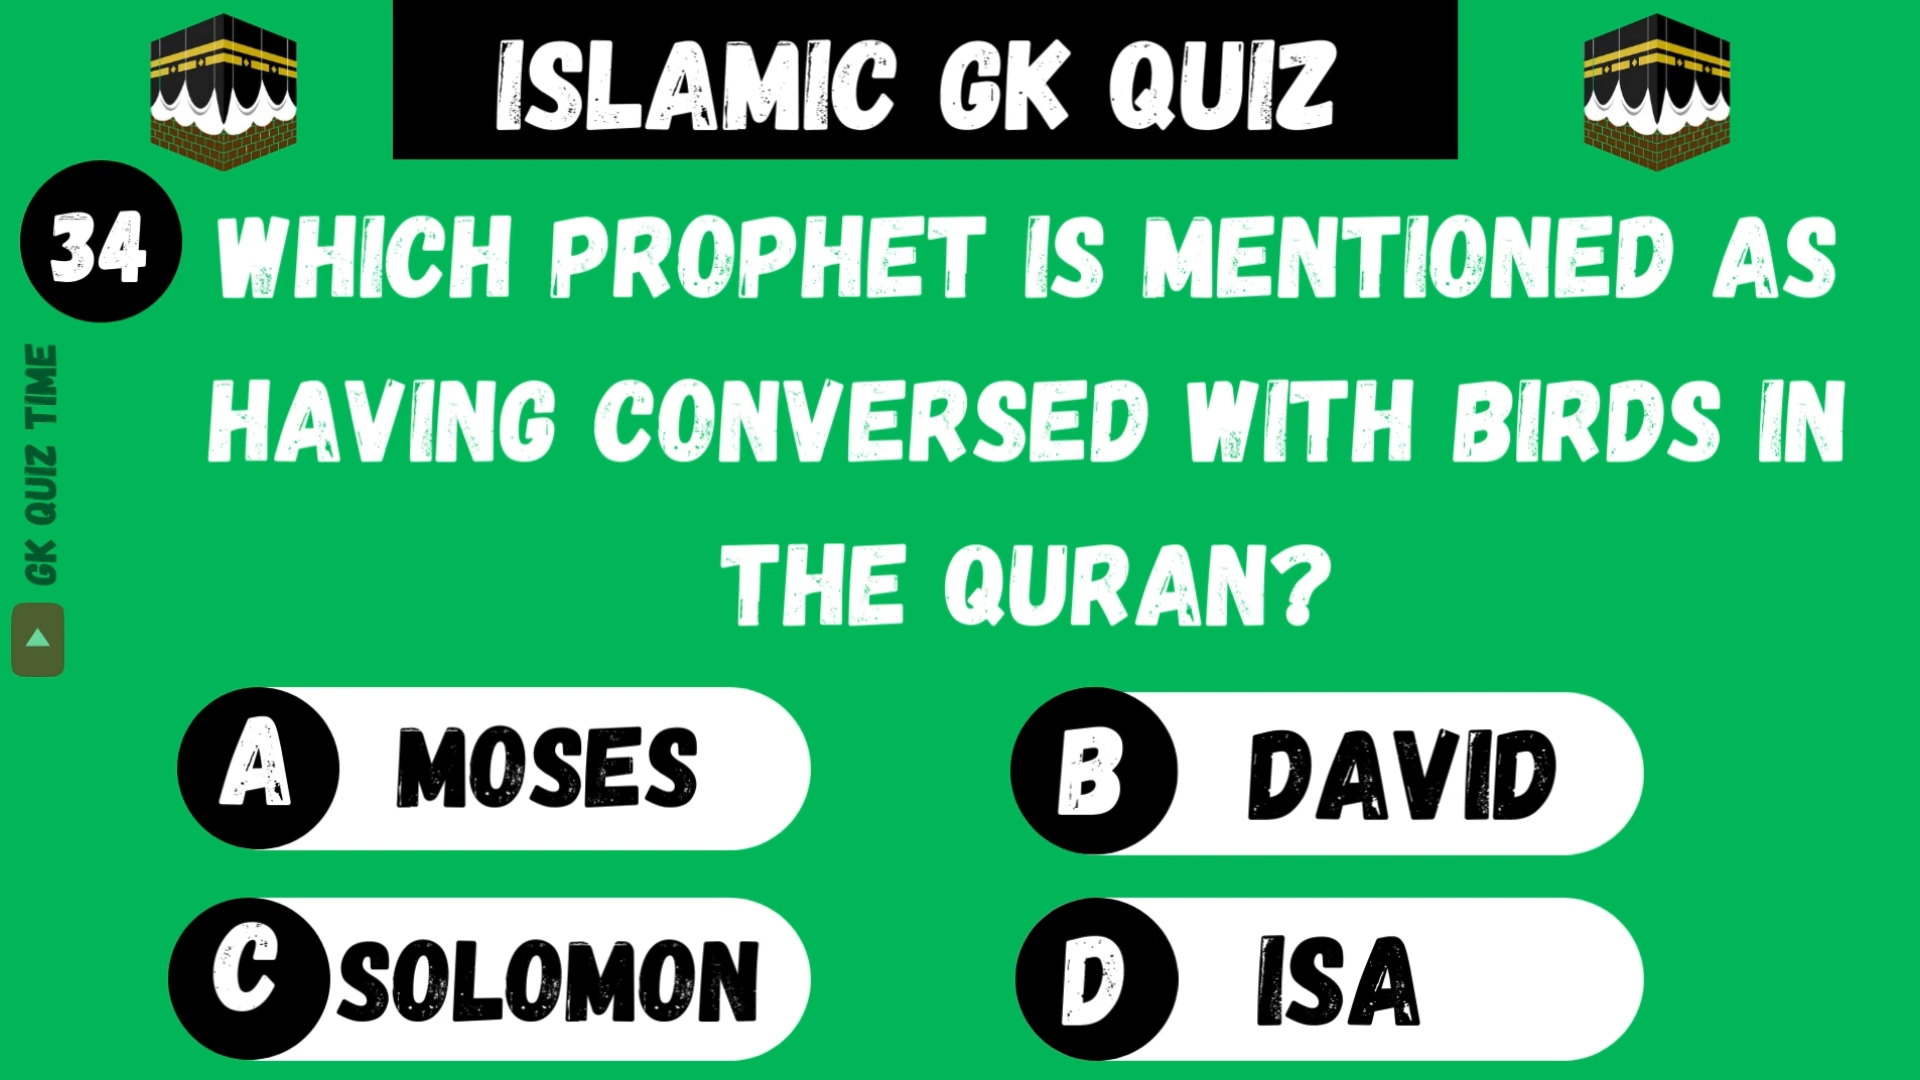 ISLAMIC GK QUIZ
34
WHICH PROPHET IS MENTIONED AS
HAVING CONVERSED WITH BIRDS IN
THE QURAN?
GK QUIZ TIME
A MOSES
B DAVID
C SOLOMON
D ISA